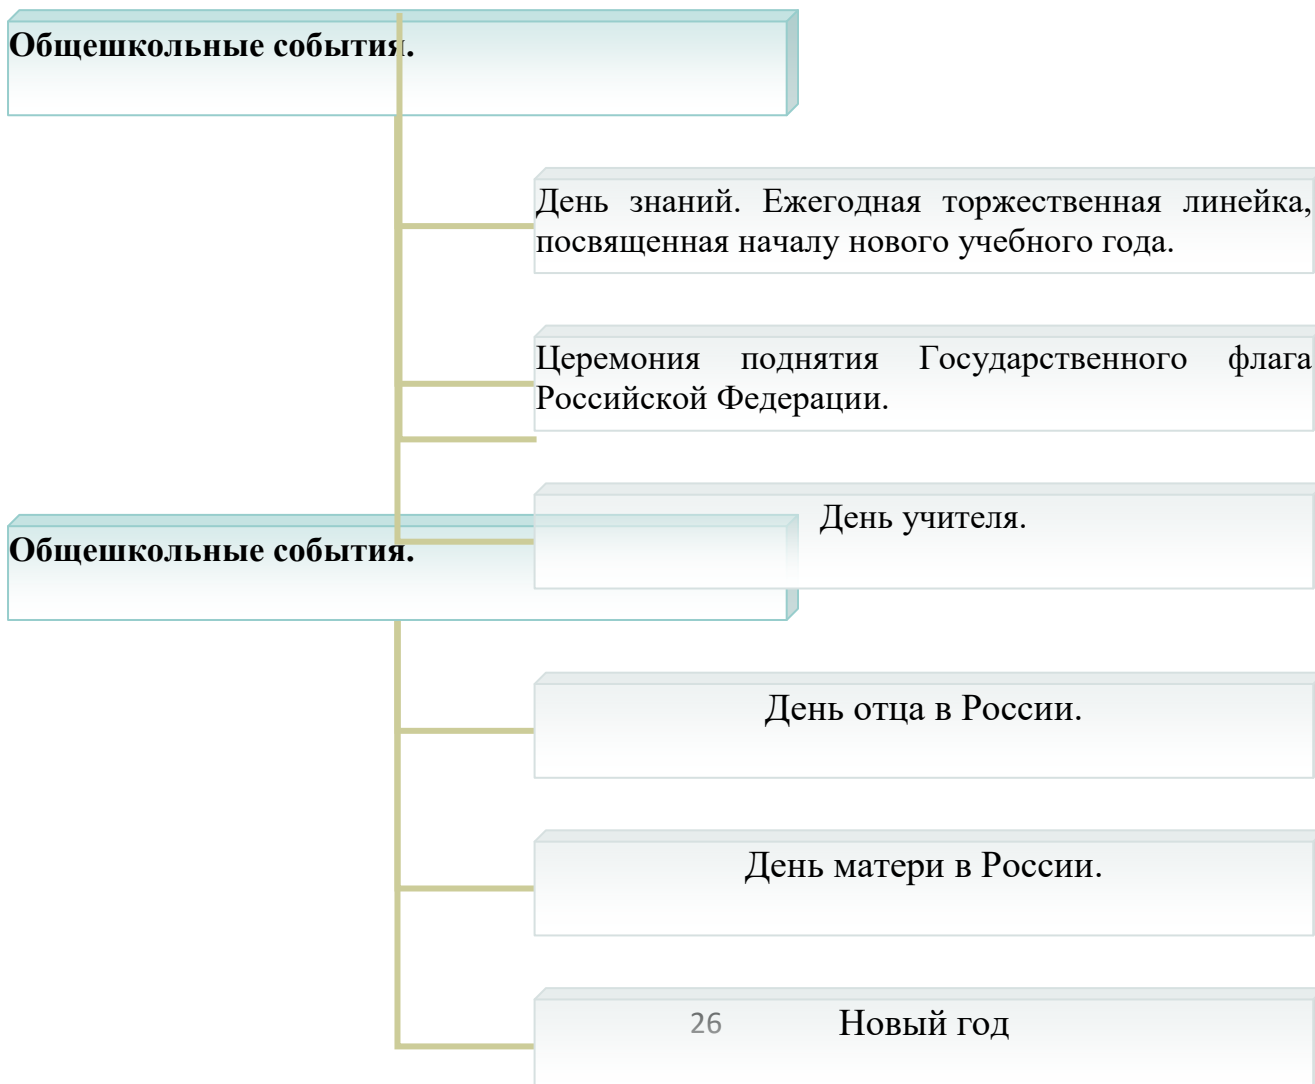 Общешкольные события.
День знаний. Ежегодная торжественная линейка,
посвященная началу нового учебного года.
Церемония поднятия Государственного флага
Российской Федерации.
День учителя.
Общешкольные события.
День отца в России.
День матери в России.
26
Новый год